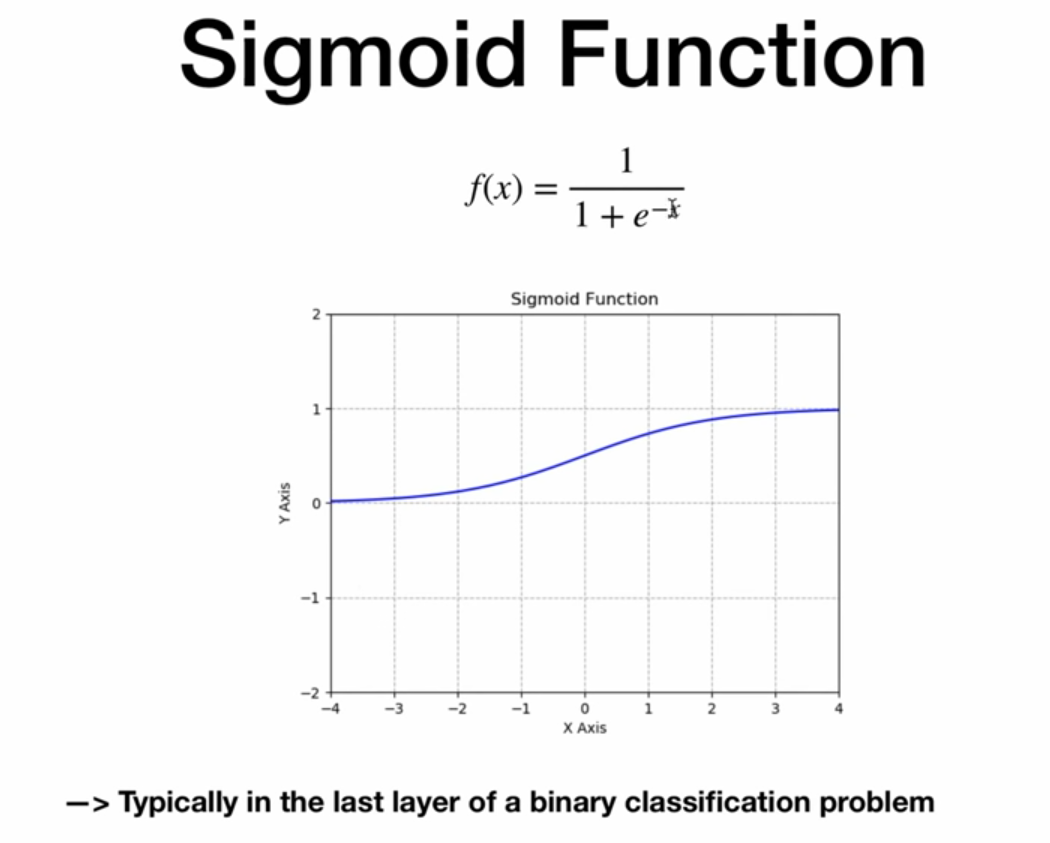 Sigmoid Function
f(x) = 1 / (1 + e^−x)
Sigmoid Function
2
1
0
−1
−2
Y Axis
−4 −3 −2 −1 0 1 2 3 4
X Axis
—> Typically in the last layer of a binary classification problem